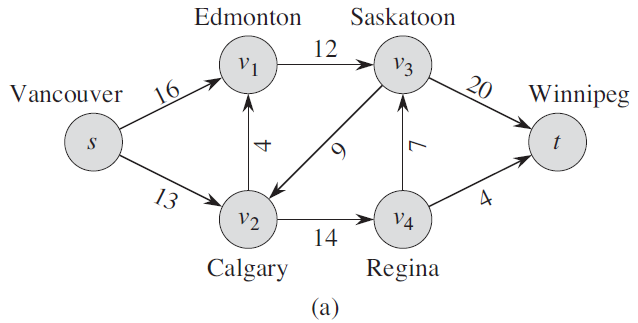 Edmonton Saskatoon
12
v1 v3
Vancouver 16 20 Winnipeg
s 4 9 7 t
13 4
v2 v4
14
Calgary Regina
(a)